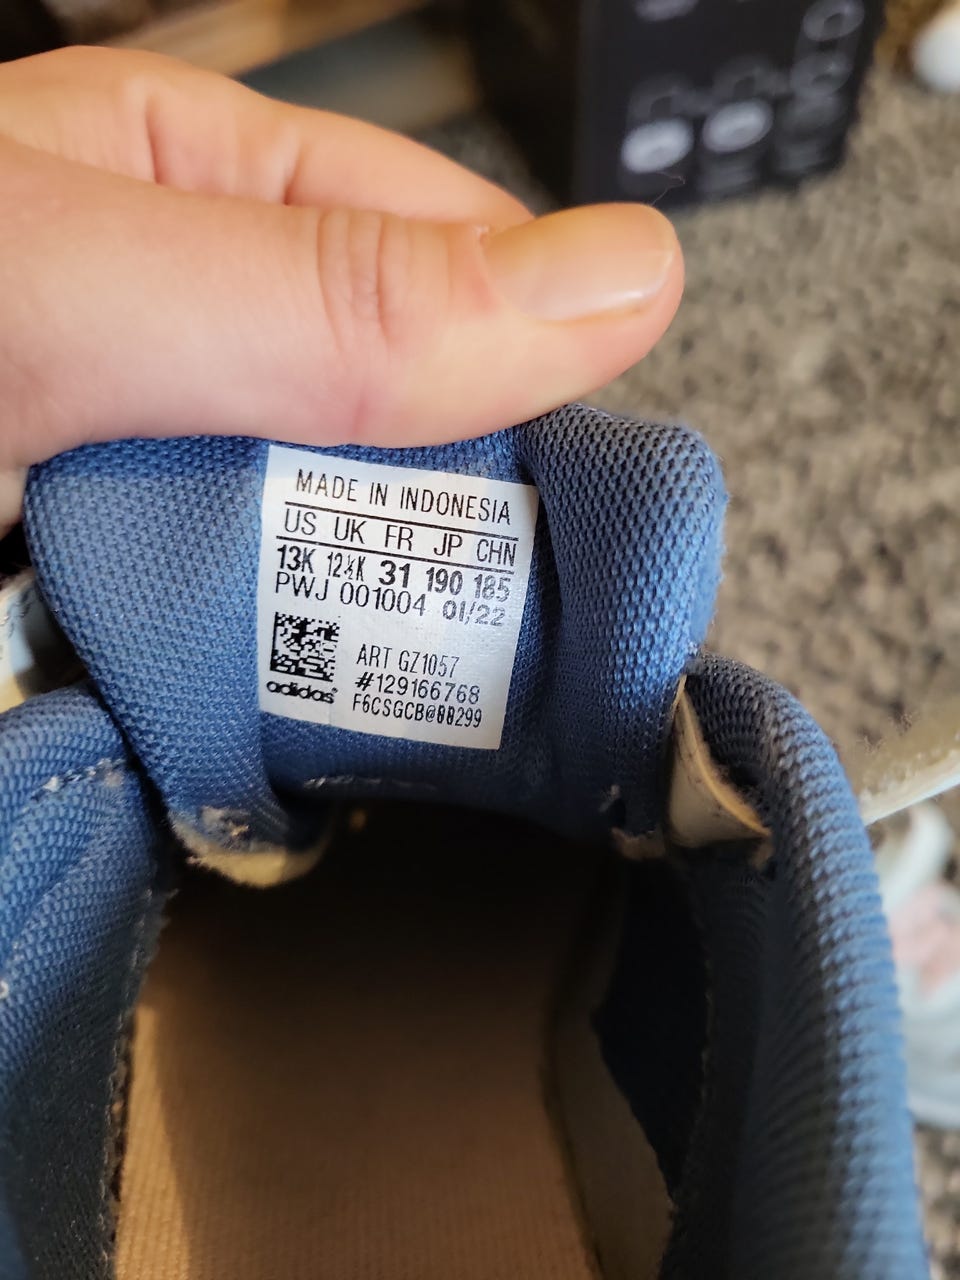 MADE IN INDONESIA
US UK FR JP CHN
13K 12½K 31 190 185
PWJ 001004 01/22
ART GZ1057
#129166768
adidas